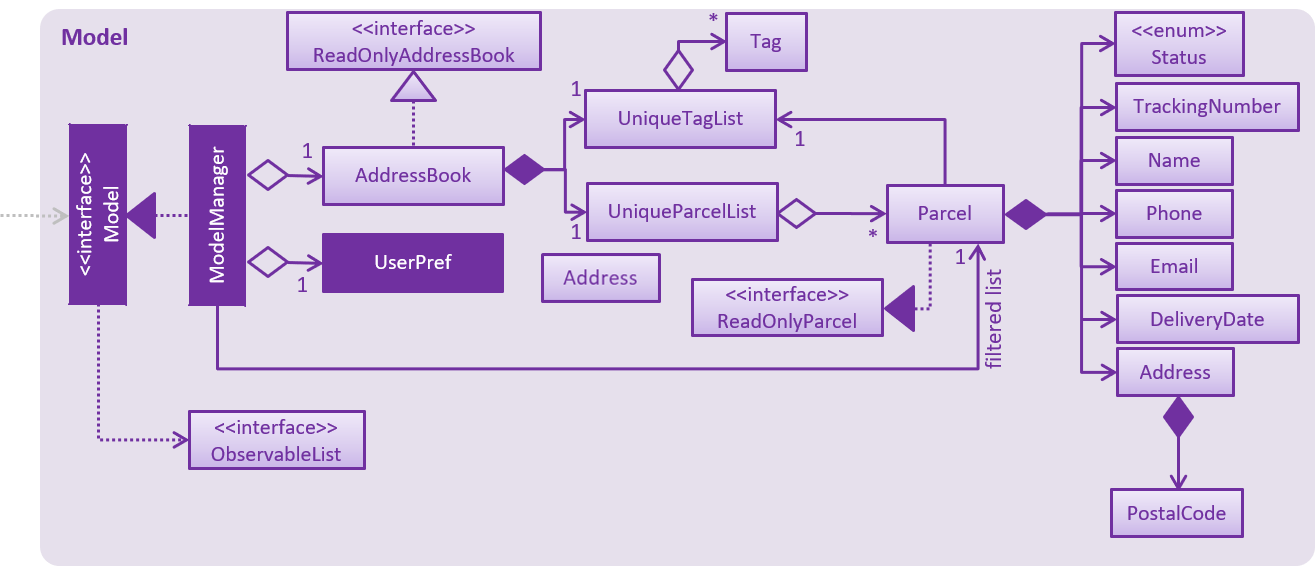 Model
<<interface>>
ReadOnlyAddressBook
*
Tag
<<enum>>
Status
1
UniqueTagList
1
TrackingNumber
<<interface>>
Model
ModelManager
1
AddressBook
Name
1
UniqueParcelList
*
Parcel
Phone
1
UserPref
Address
1
filtered list
Email
<<interface>>
ReadOnlyParcel
DeliveryDate
Address
<<interface>>
ObservableList
PostalCode